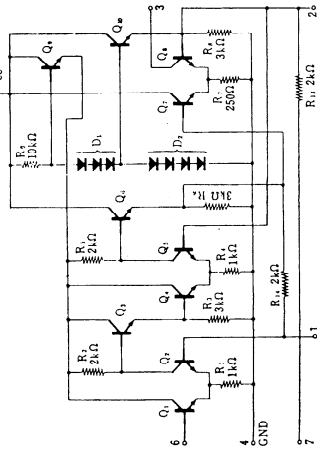 cc
R₂
2kΩ
R₅
2kΩ
R₉
10kΩ
Q₉
Q₃
Q₆
D₁
Q₁₀
3
6
Q₁
Q₂
Q₄
Q₅
D₂
Q₇
Q₈
R₁
1kΩ
R₃
3kΩ
R₄
1kΩ
3kΩ R₆
R₇
250Ω
R₈
3kΩ
4
GND
2kΩ
R₁₁ 2kΩ
7
1
2